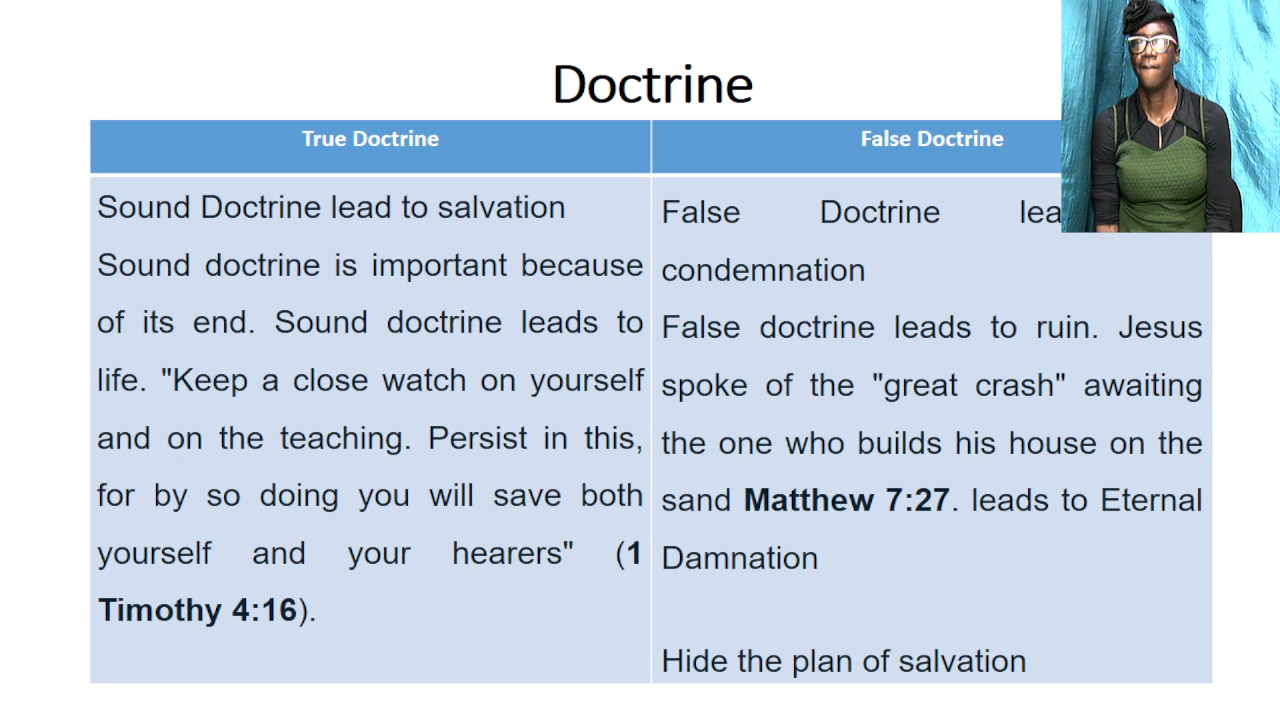 Doctrine
True Doctrine
Sound Doctrine lead to salvation
Sound doctrine is important because
of its end. Sound doctrine leads to
life. "Keep a close watch on yourself
and on the teaching. Persist in this,
for by so doing you will save both
yourself and your hearers" (1
Timothy 4:16).
False Doctrine
False Doctrine
condemnation
False doctrine leads to ruin. Jesus
spoke of the "great crash" awaiting
the one who builds his house on the
sand Matthew 7:27. leads to Eternal
Damnation
Hide the plan of salvation